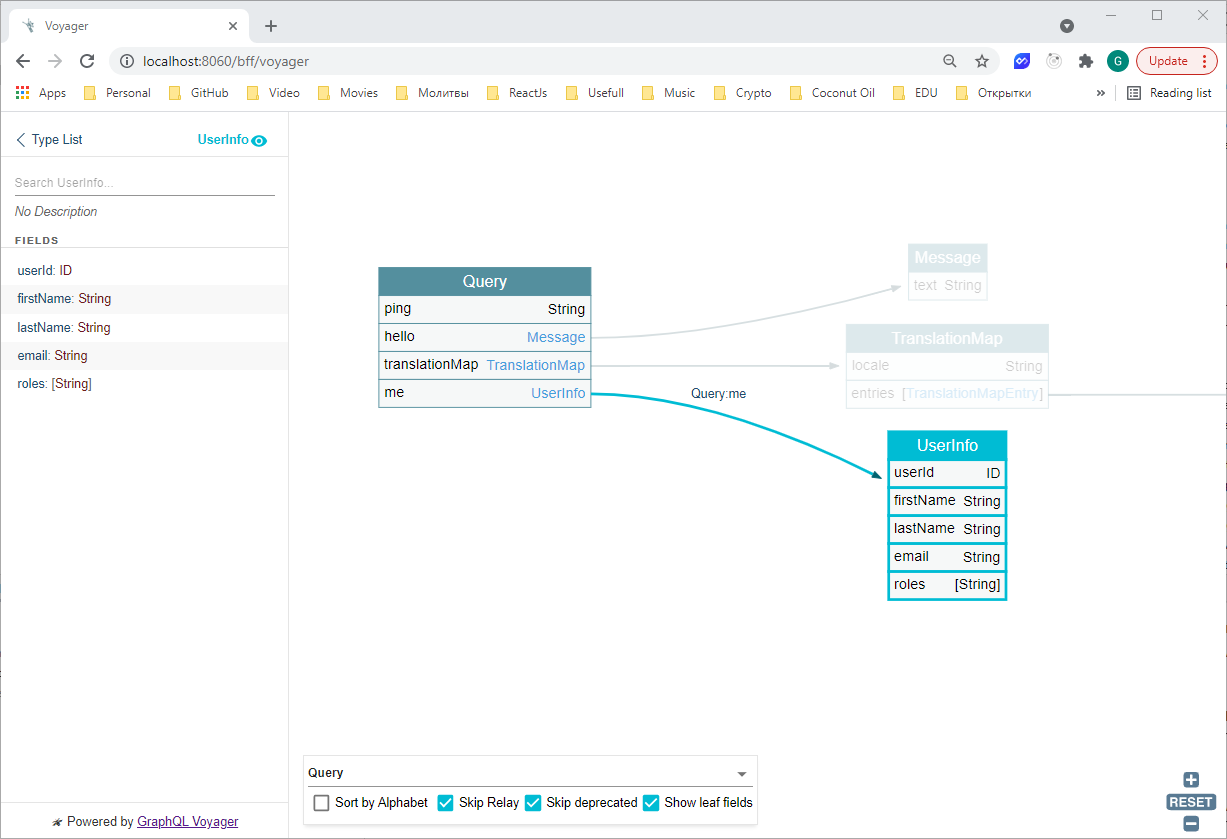 Voyager
localhost:8060/bff/voyager
G
Update
Apps Personal GitHub Video Movies Молитвы ReactJs Usefull Music Crypto Coconut Oil EDU Открытки » Reading list
Type List UserInfo
Search UserInfo...
No Description
FIELDS
userId: ID
firstName: String
lastName: String
email: String
roles: [String]
Powered by GraphQL Voyager
Query
ping String
hello Message
translationMap TranslationMap
me UserInfo
Query:me
Message
text String
TranslationMap
locale String
entries [TranslationMapEntry]
UserInfo
userId ID
firstName String
lastName String
email String
roles [String]
Query
Sort by Alphabet Skip Relay Skip deprecated Show leaf fields
RESET